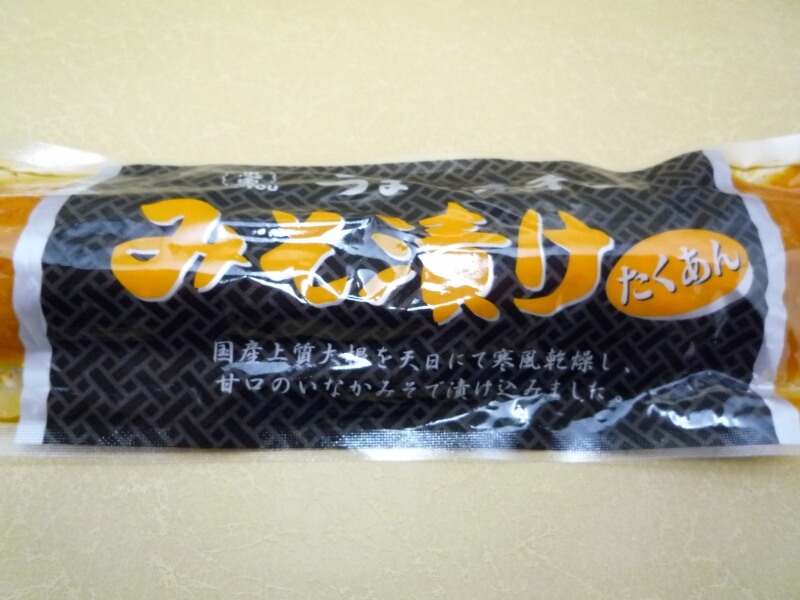 みそ漬け
たくあん
国産上質大根を天日にて寒風乾燥し、
甘口のいなかみそで漬け込みました。